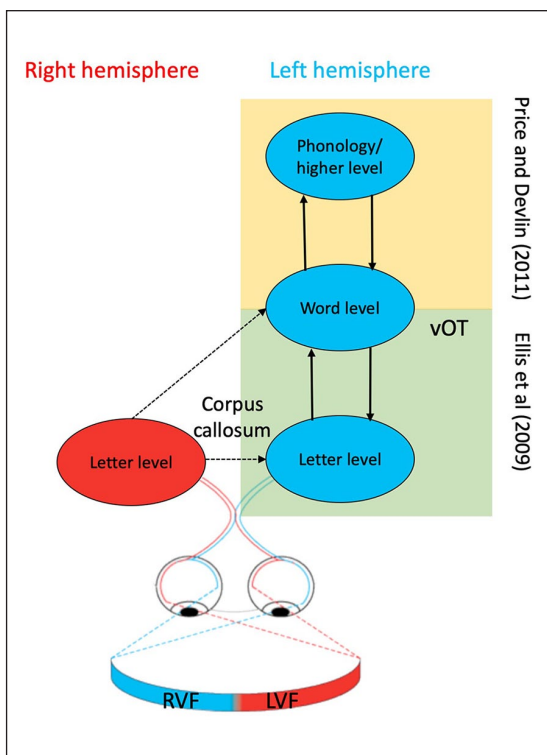 Right hemisphere
Left hemisphere
Phonology/
higher level
Price and Devlin (2011)
Word level
vOT
Ellis et al (2009)
Corpus
callosum
Letter level
Letter level
RVF
LVF